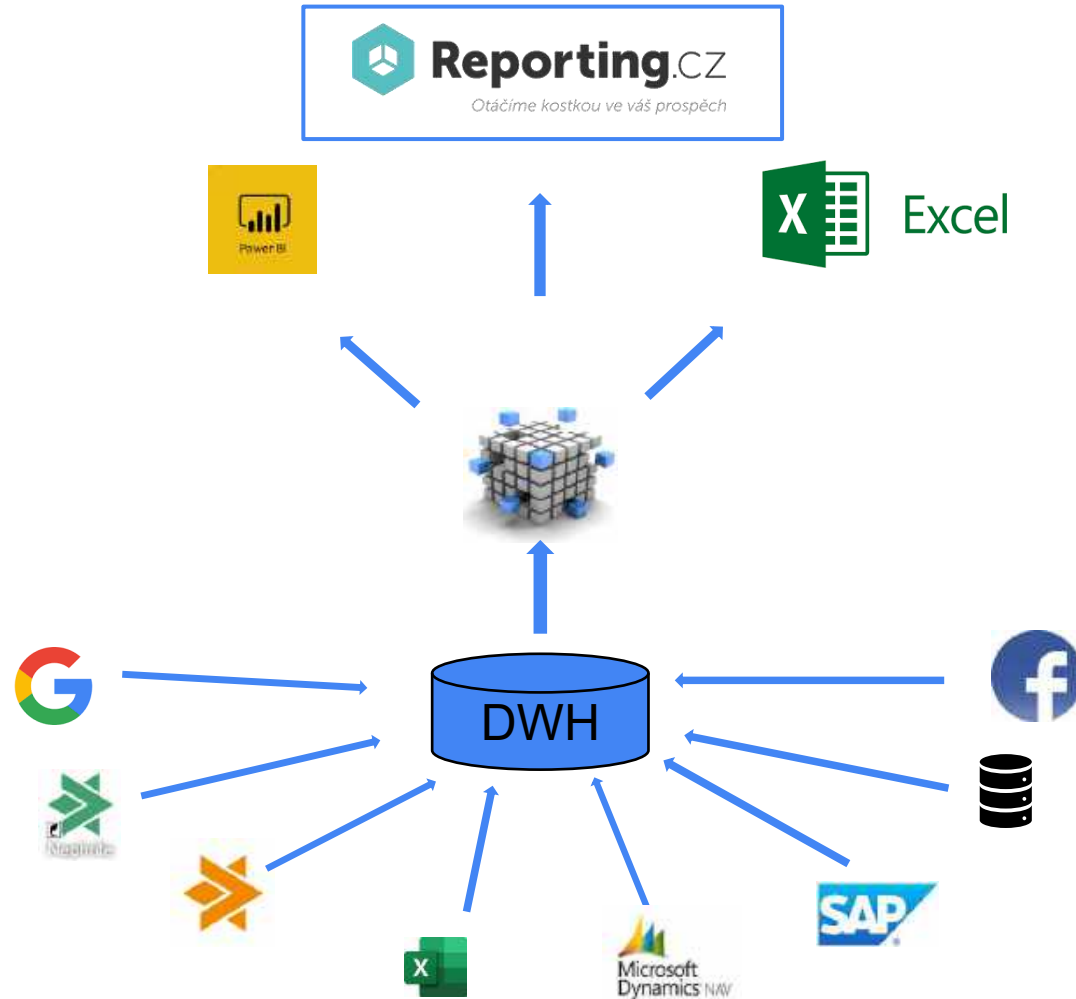 Reporting.cz
Otáčíme kostkou ve váš prospěch
Power BI
X
Excel
DWH
f
X
Microsoft
Dynamics NAV
SAP